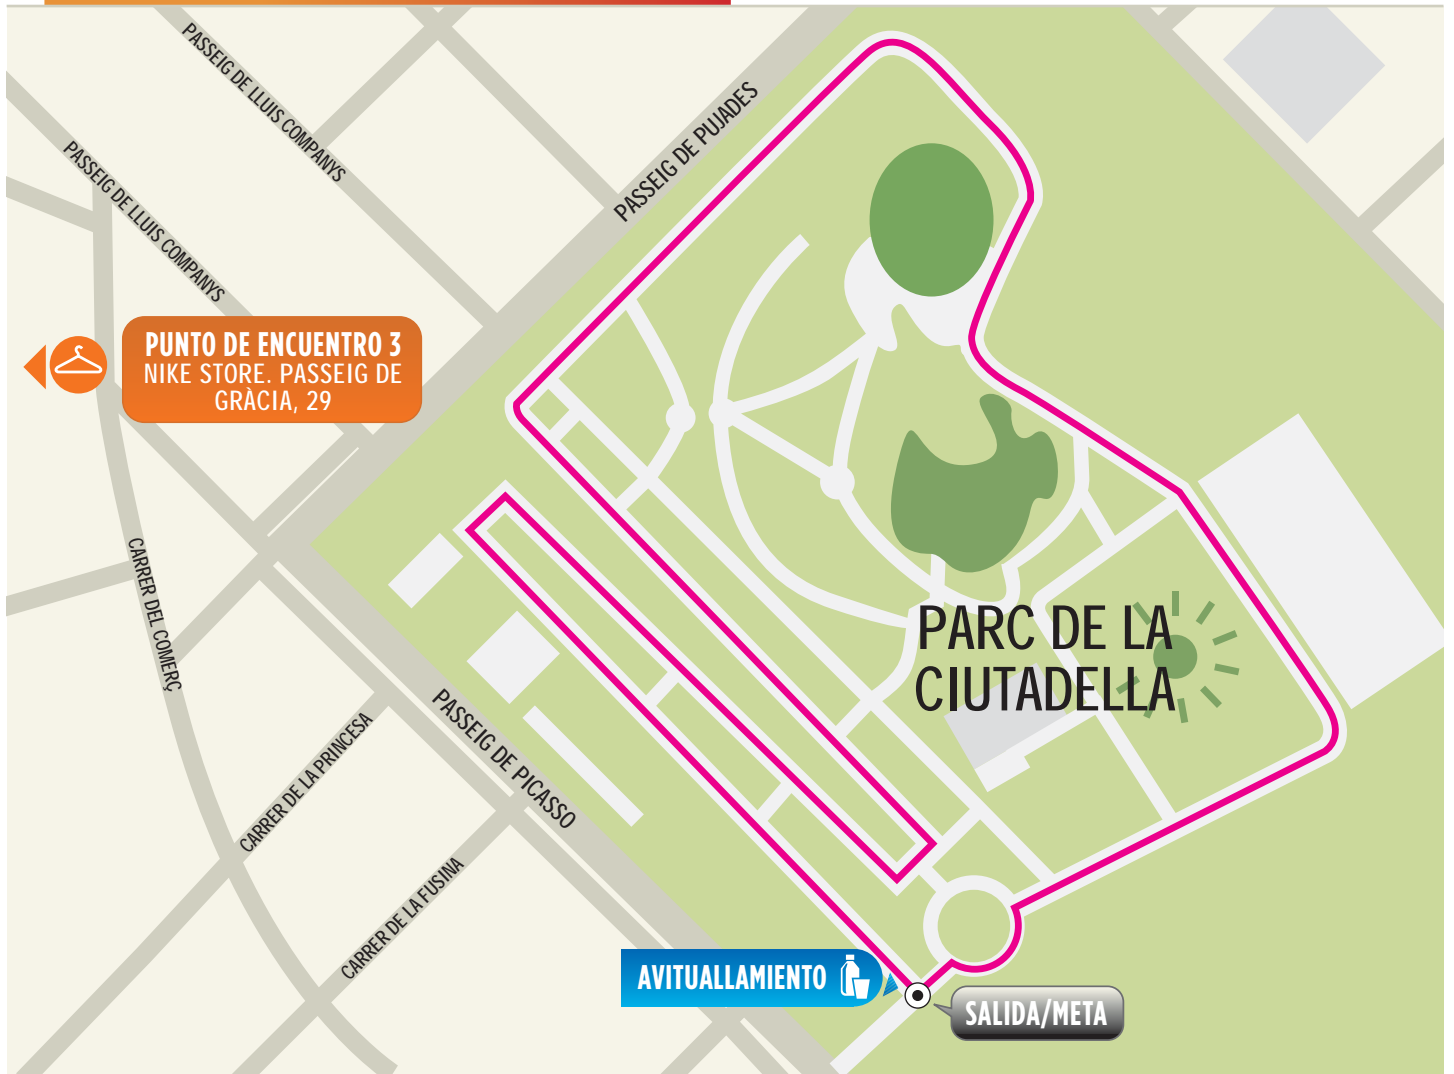 PASSEIG DE LLUIS COMPANYS
PASSEIG DE LLUIS COMPANYS
PASSEIG DE PUJADES
PUNTO DE ENCUENTRO 3
NIKE STORE. PASSEIG DE
GRÀCIA, 29
CARRER DEL COMERÇ
PARC DE LA
CIUTADELLA
PASSEIG DE PICASSO
CARRER DE LA PRINCESA
CARRER DE LA FUSINA
AVITUALLAMIENTO
SALIDA/META